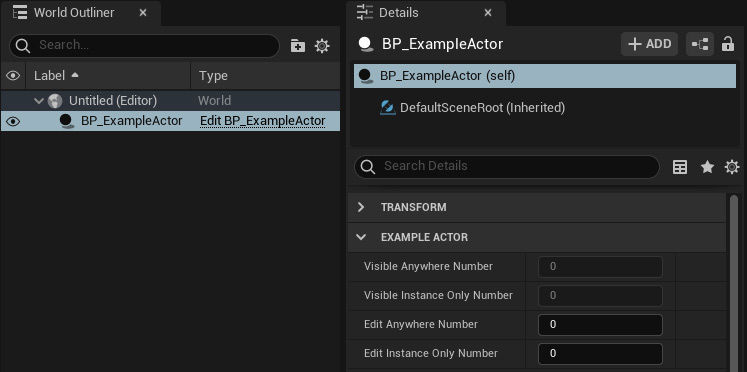 World Outliner
Search...
Label Type
Untitled (Editor) World
BP_ExampleActor Edit BP_ExampleActor
Details
BP_ExampleActor
ADD
BP_ExampleActor (self)
DefaultSceneRoot (Inherited)
Search Details
TRANSFORM
EXAMPLE ACTOR
Visible Anywhere Number 0
Visible Instance Only Number 0
Edit Anywhere Number 0
Edit Instance Only Number 0